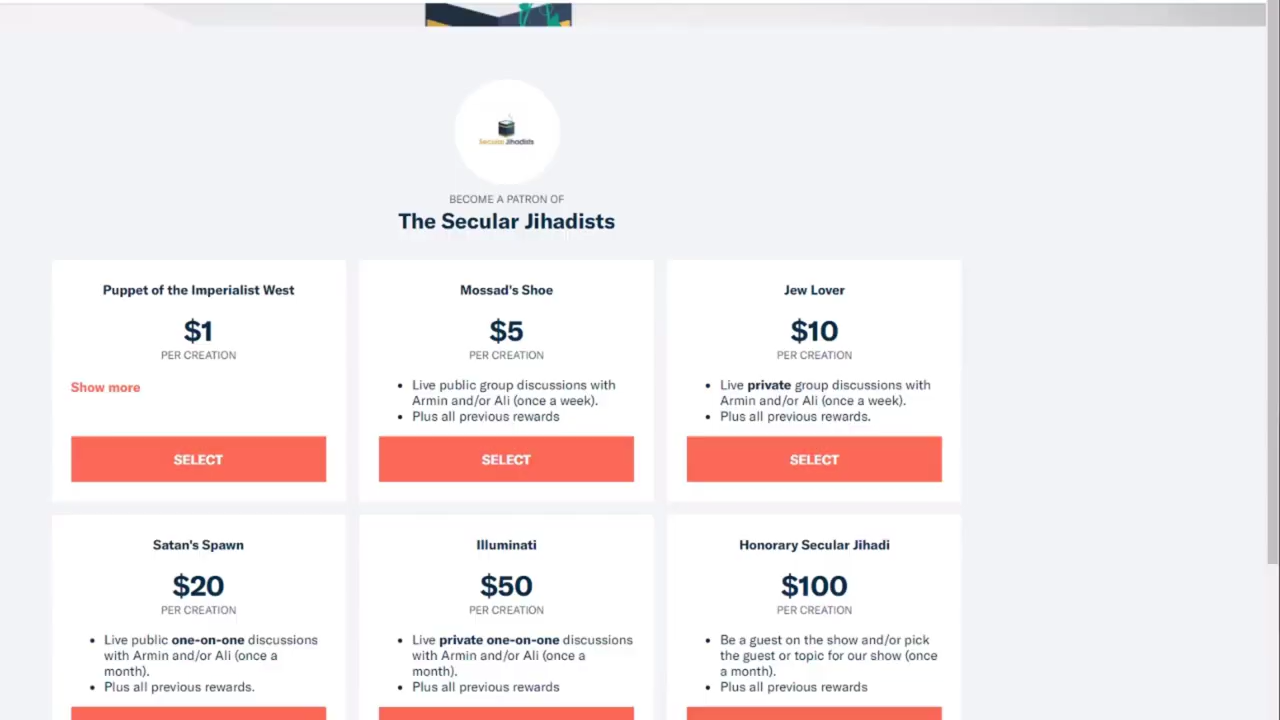 Secular Jihadists
BECOME A PATRON OF
The Secular Jihadists
Puppet of the Imperialist West
$1
PER CREATION
Show more
SELECT
Mossad's Shoe
$5
PER CREATION
• Live public group discussions with
Armin and/or Ali (once a week).
• Plus all previous rewards
SELECT
Jew Lover
$10
PER CREATION
• Live private group discussions with
Armin and/or Ali (once a week).
• Plus all previous rewards.
SELECT
Satan's Spawn
$20
PER CREATION
• Live public one-on-one discussions
with Armin and/or Ali (once a
month).
• Plus all previous rewards.
Illuminati
$50
PER CREATION
• Live private one-on-one discussions
with Armin and/or Ali (once a
month).
• Plus all previous rewards
Honorary Secular Jihadi
$100
PER CREATION
• Be a guest on the show and/or pick
the guest or topic for our show (once
a month).
• Plus all previous rewards